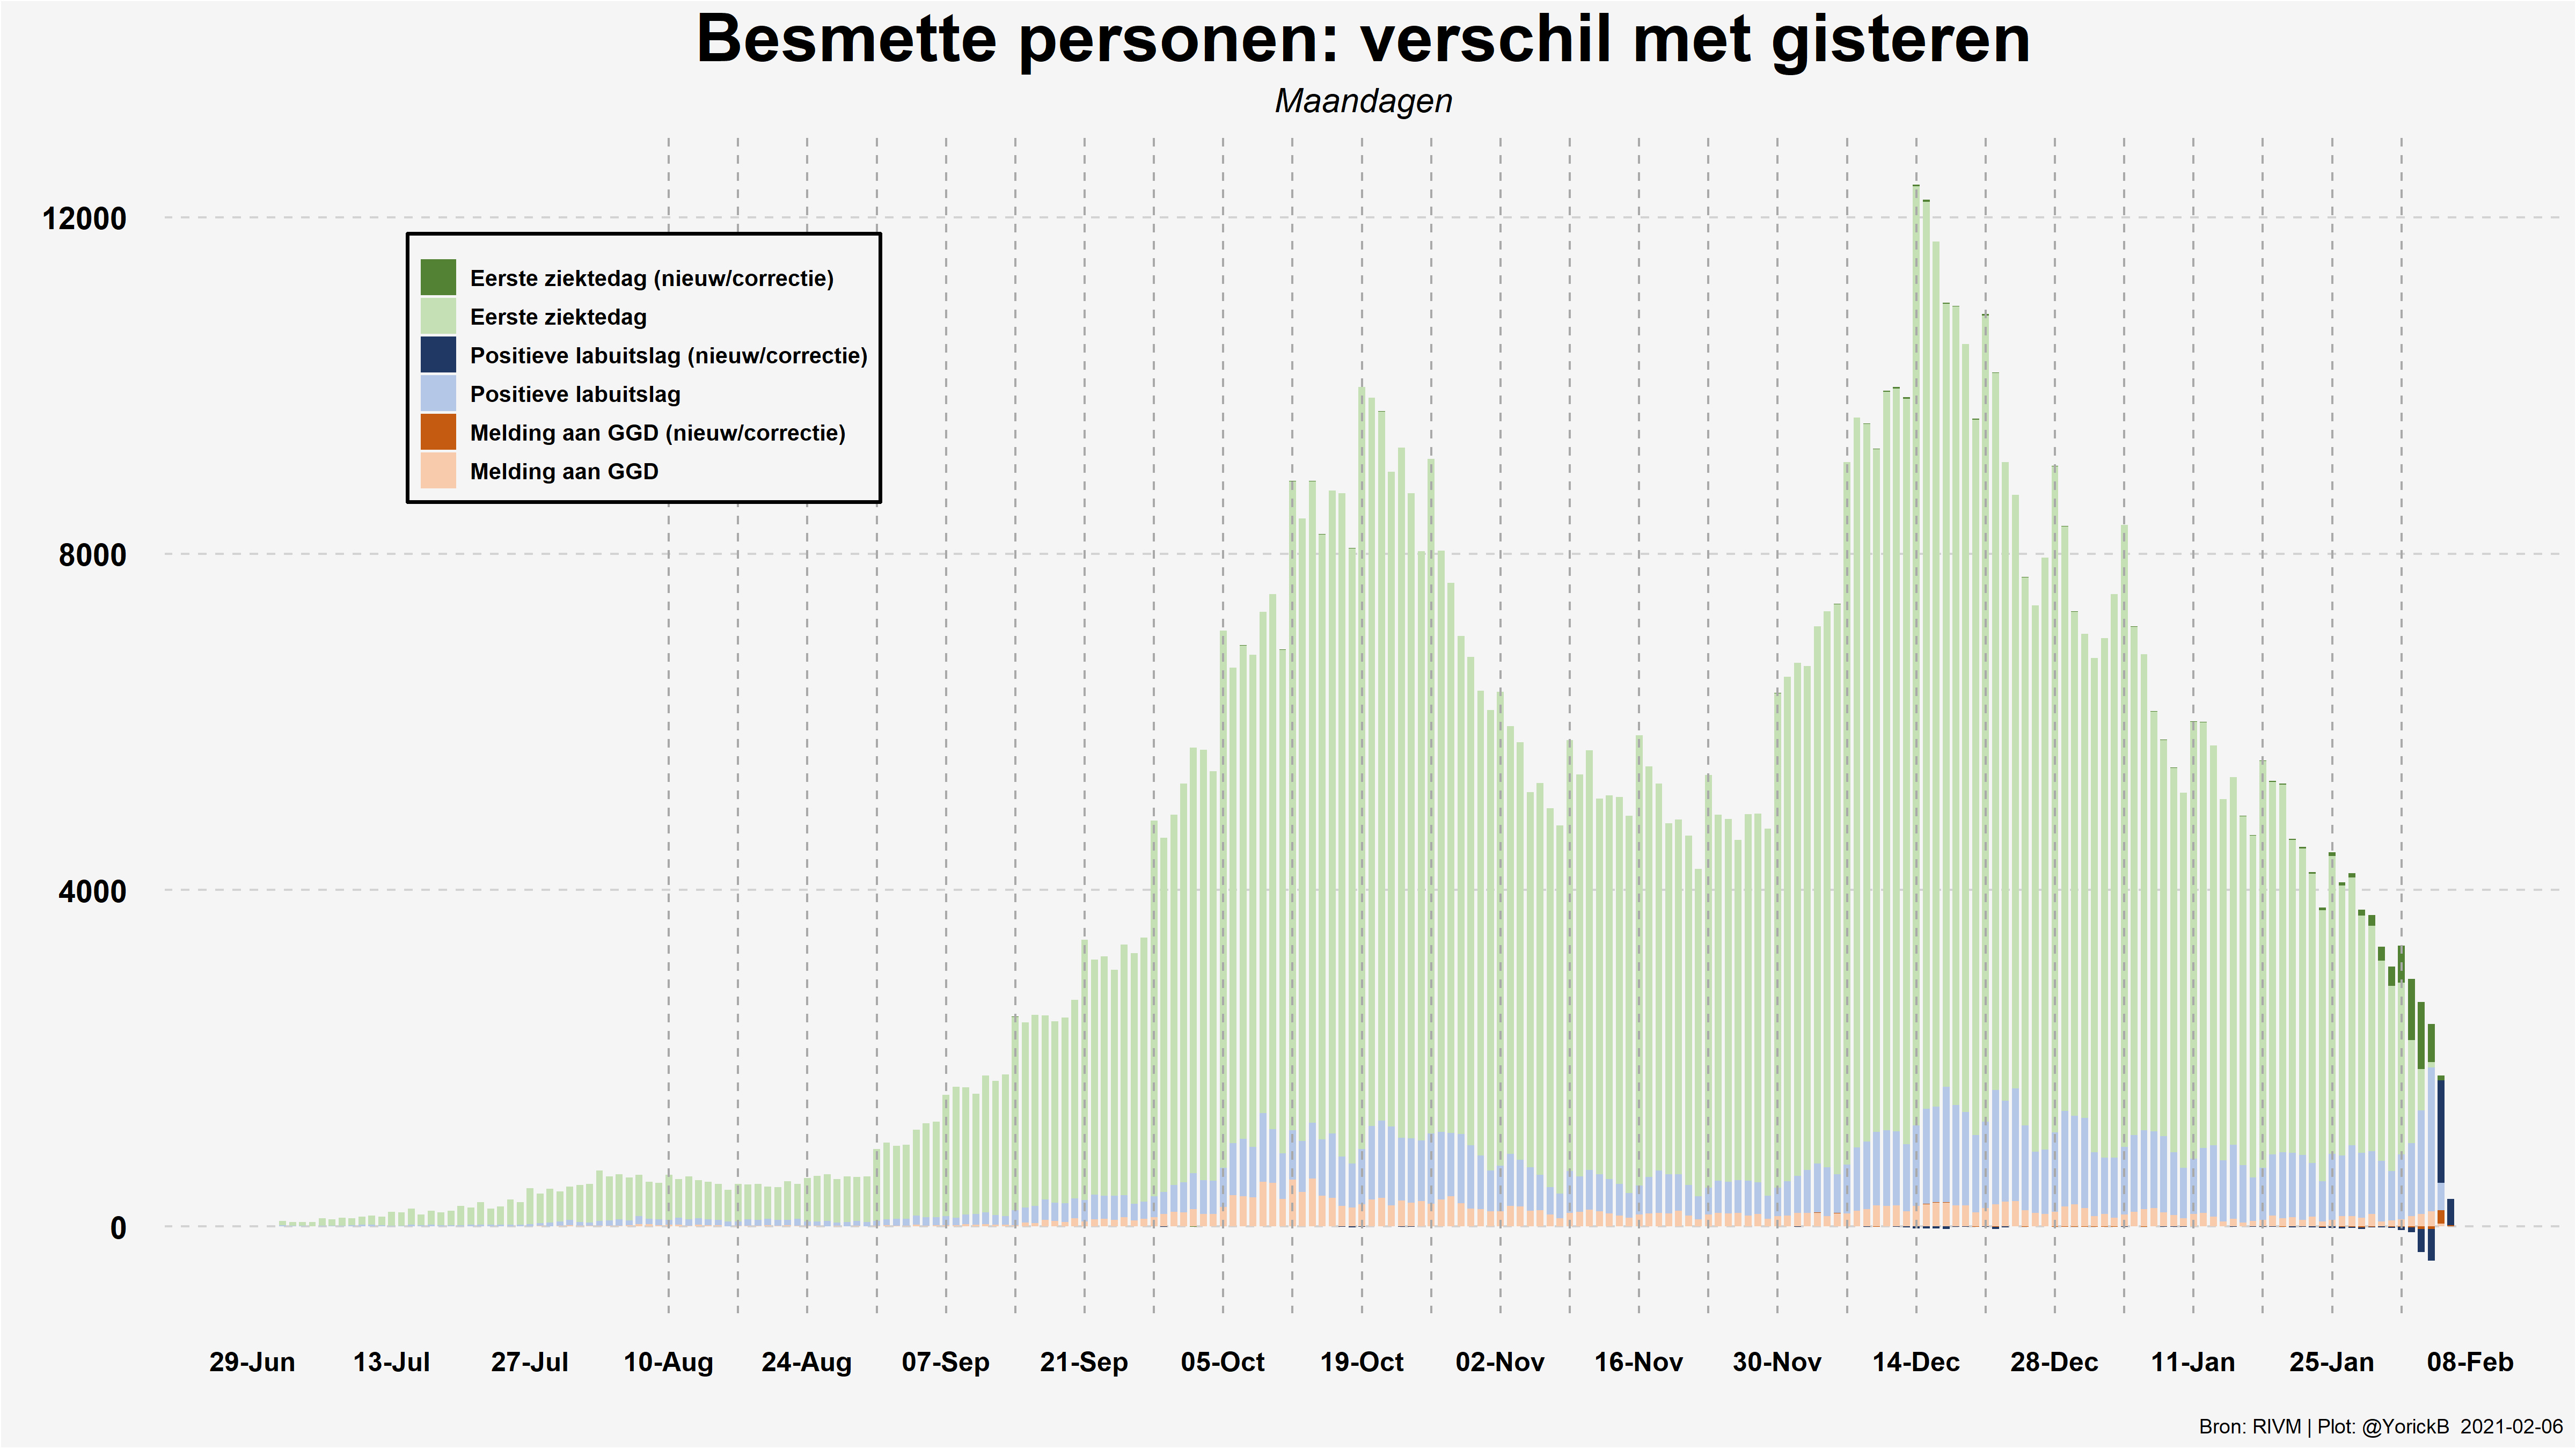 Besmette personen: verschil met gisteren
Maandagen
12000
8000
4000
0
Eerste ziektedag (nieuw/correctie)
Eerste ziektedag
Positieve labuitslag (nieuw/correctie)
Positieve labuitslag
Melding aan GGD (nieuw/correctie)
Melding aan GGD
29-Jun 13-Jul 27-Jul 10-Aug 24-Aug 07-Sep 21-Sep 05-Oct 19-Oct 02-Nov 16-Nov 30-Nov 14-Dec 28-Dec 11-Jan 25-Jan 08-Feb
Bron: RIVM | Plot: @YorickB 2021-02-06